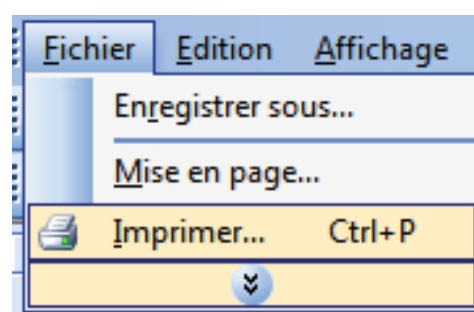 Fichier Edition Affichage
Enregistrer sous...
Mise en page...
Imprimer... Ctrl+P